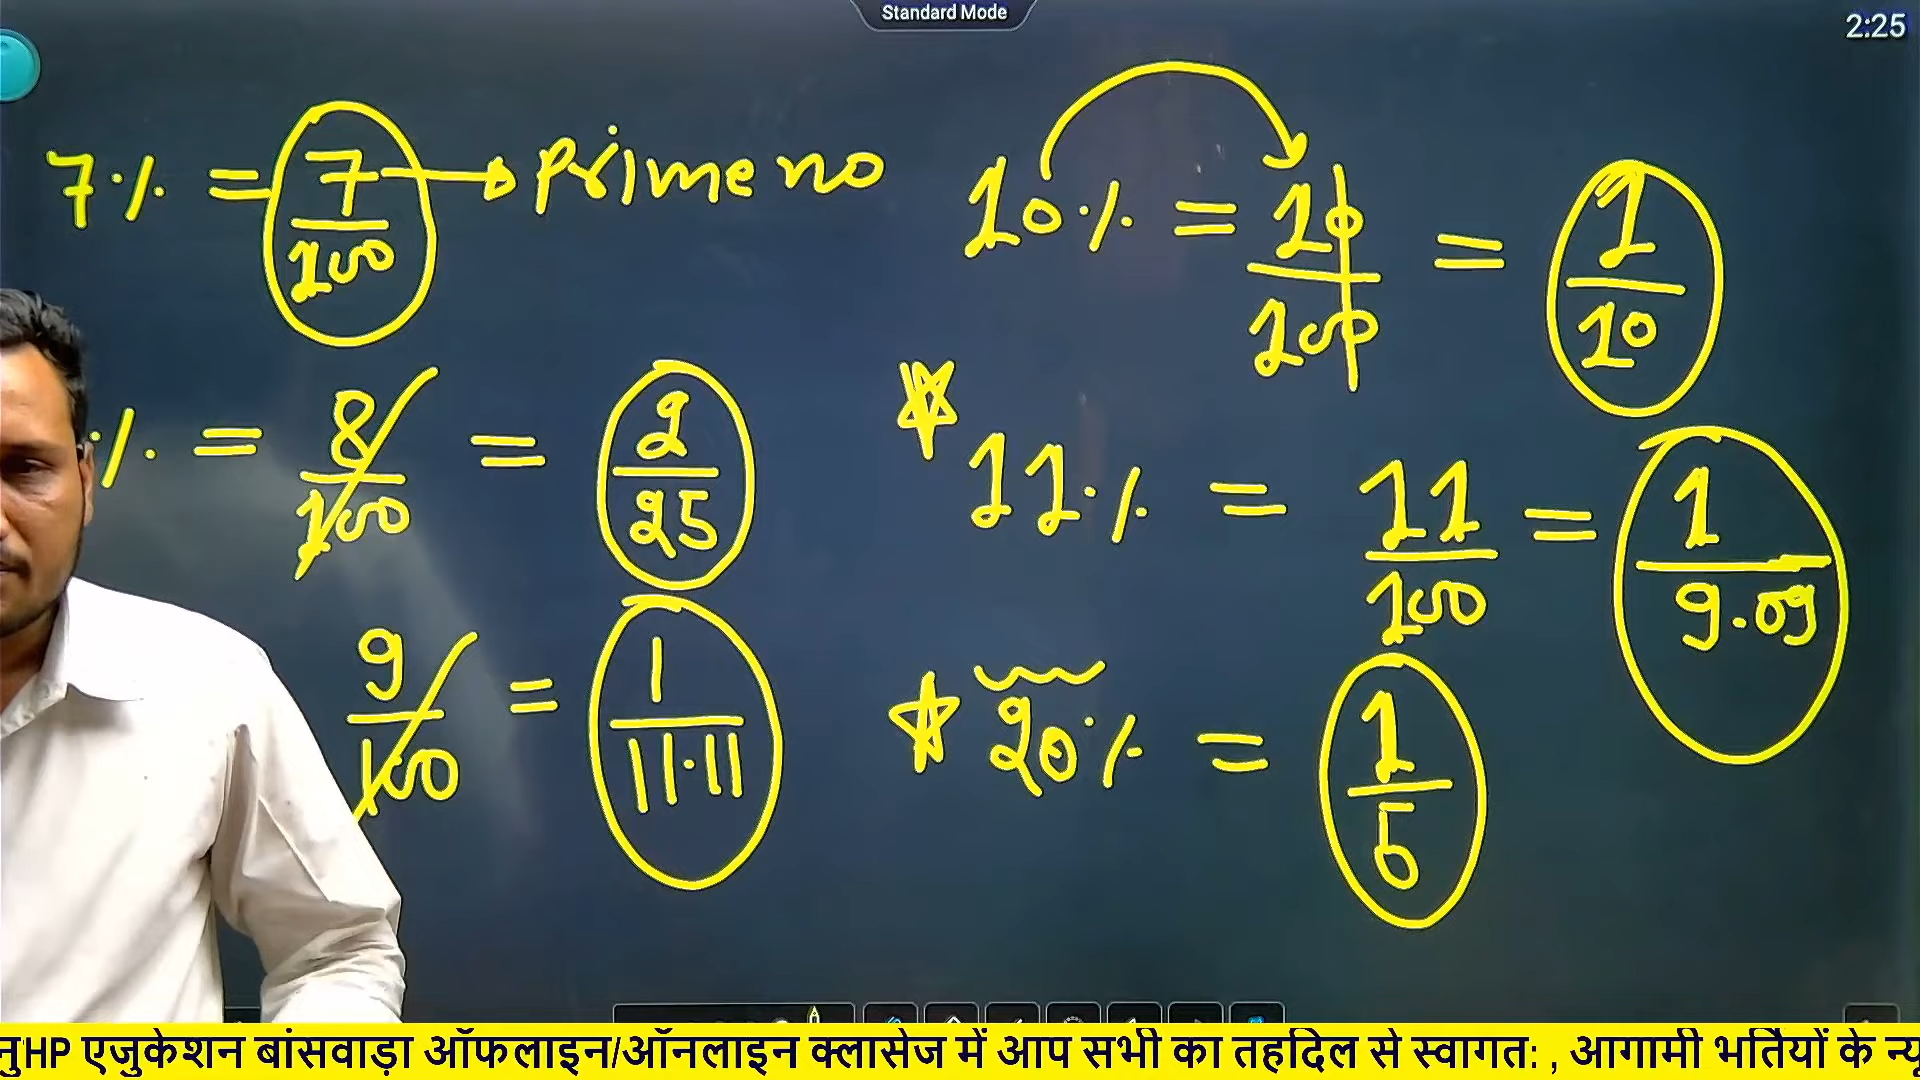 Standard Mode
2:25
7% = 7/100 → Prime no
% = 8/100 = 2/25
9/100 = 1/11.11
10% = 10/100 = 1/10
11% = 11/100 = 1/9.09
20% = 1/5
HP एजुकेशन बांसवाड़ा ऑफलाइन/ऑनलाइन क्लासेज में आप सभी का तहदिल से स्वागत: , आगामी भर्तियों के